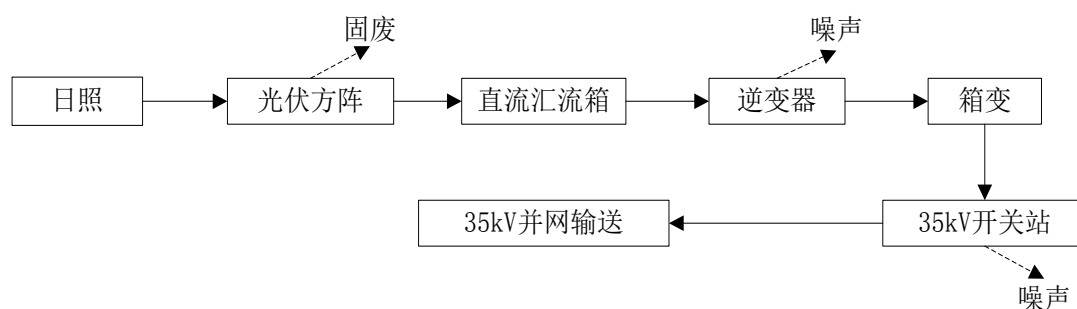 固废
噪声
日照
光伏方阵
直流汇流箱
逆变器
箱变
35kV并网输送
35kV开关站
噪声